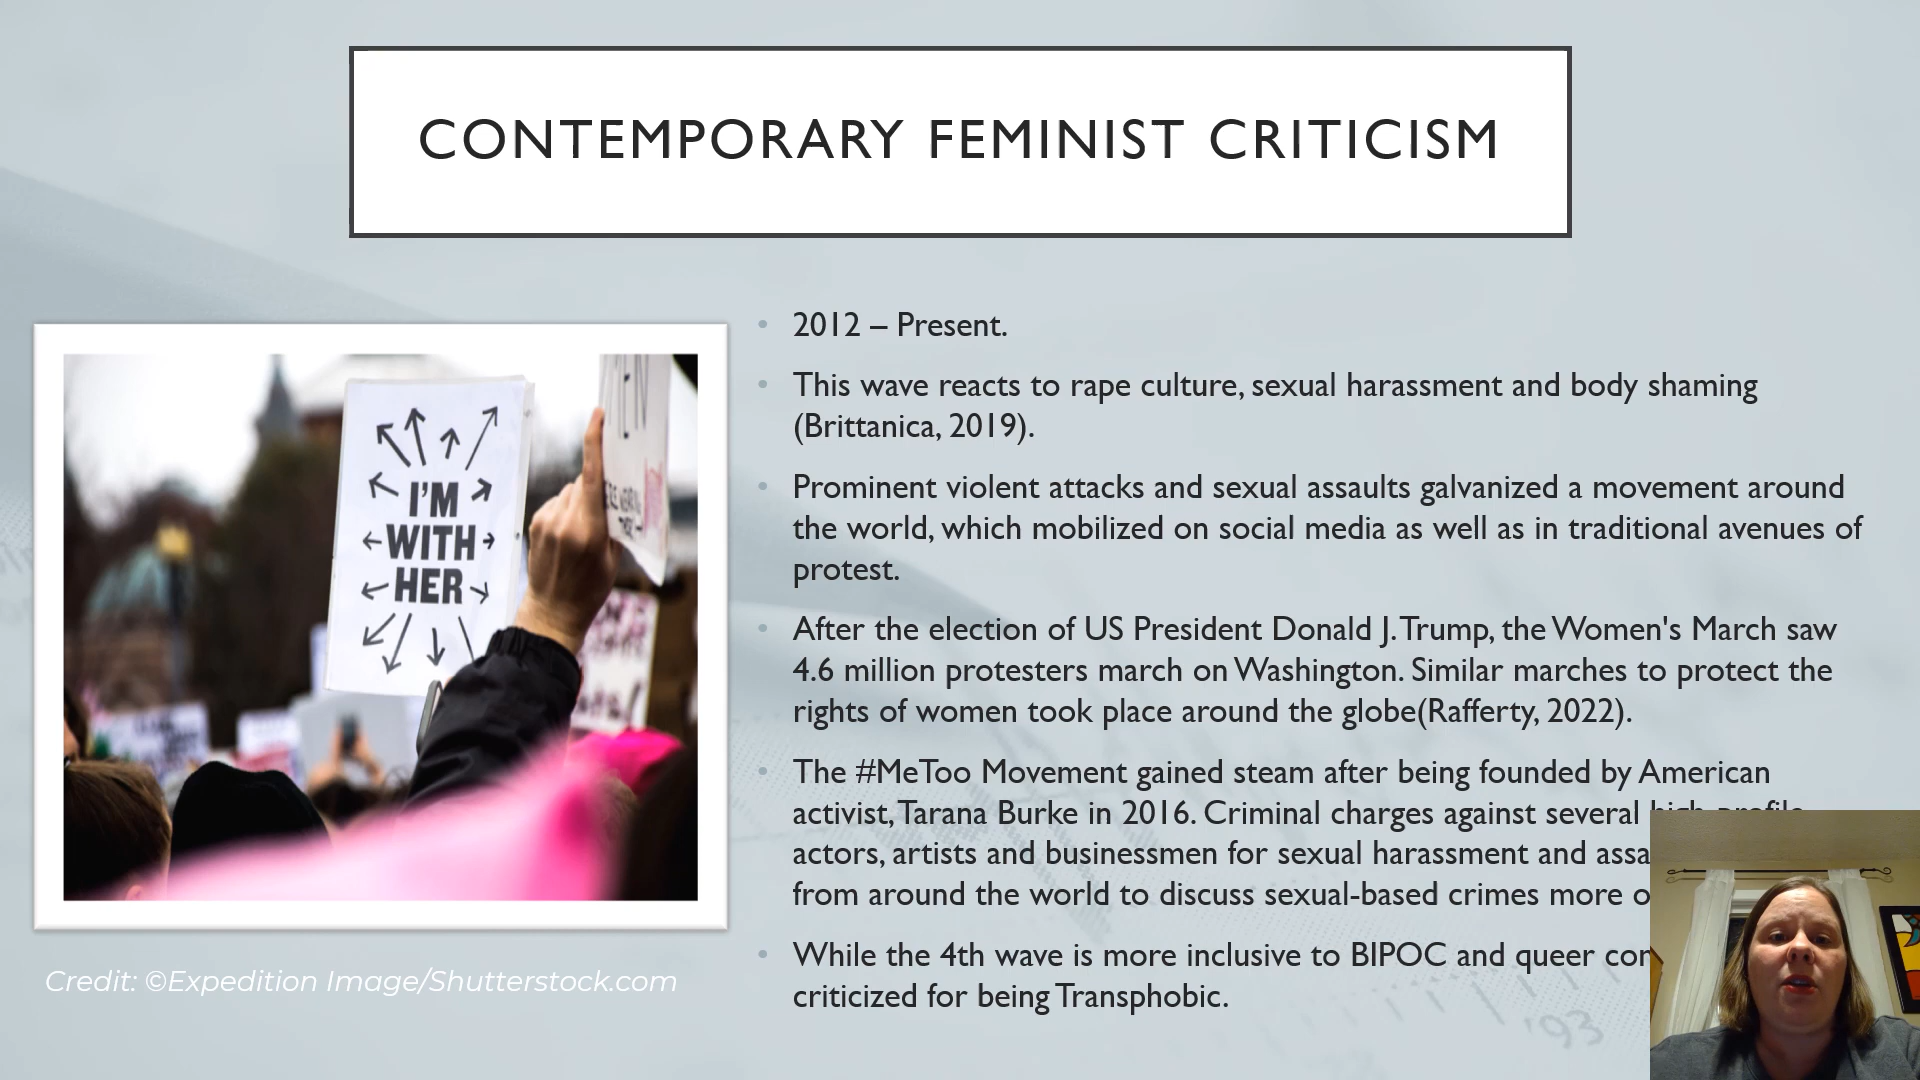 CONTEMPORARY FEMINIST CRITICISM
I'M
WITH
HER
• 2012 – Present.
• This wave reacts to rape culture, sexual harassment and body shaming
(Brittanica, 2019).
• Prominent violent attacks and sexual assaults galvanized a movement around
the world, which mobilized on social media as well as in traditional avenues of
protest.
• After the election of US President Donald J. Trump, the Women's March saw
4.6 million protesters march on Washington. Similar marches to protect the
rights of women took place around the globe(Rafferty, 2022).
• The #MeToo Movement gained steam after being founded by American
activist, Tarana Burke in 2016. Criminal charges against several high profile
actors, artists and businessmen for sexual harassment and
from around the world to discuss sexual-based crimes more
• While the 4th wave is more inclusive to BIPOC and queer
criticized for being Transphobic.
Credit: ©Expedition Image/Shutterstock.com
'93